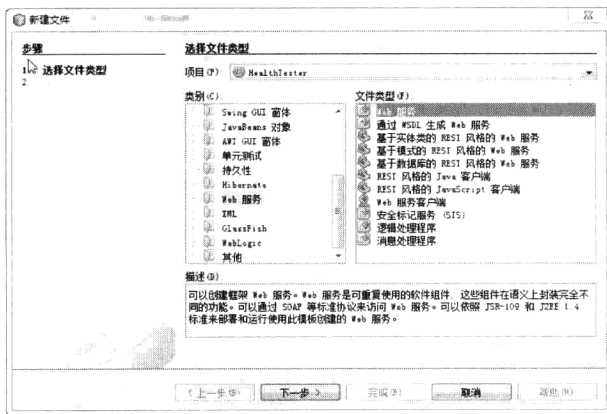 新建文件
步骤
1. 选择文件类型
2
选择文件类型
项目(P)
HealthTester
类别(C)
Swing GUI 窗体
JavaBeans 对象
AWT GUI 窗体
单元测试
持久性
Hibernate
Web 服务
XML
GlassFish
WebLogic
其他
文件类型(F)
Web 服务
通过 WSDL 生成 Web 服务
基于实体类的 REST 风格的 Web 服务
基于模式的 REST 风格的 Web 服务
基于数据库的 REST 风格的 Web 服务
REST 风格的 Java 客户端
REST 风格的 JavaScript 客户端
Web 服务客户端
安全标记服务 (STS)
逻辑处理程序
消息处理程序
描述(D)
可以创建框架 Web 服务。Web 服务是可重复使用的软件组件，这些组件在语义上封装完全不
同的功能。可以通过 SOAP 等标准协议来访问 Web 服务。可以依照 JSR-109 和 J2EE 1.4
标准来部署和运行使用此模板创建的 Web 服务。
< 上一步(B)
下一步 >
完成(F)
取消
帮助(H)